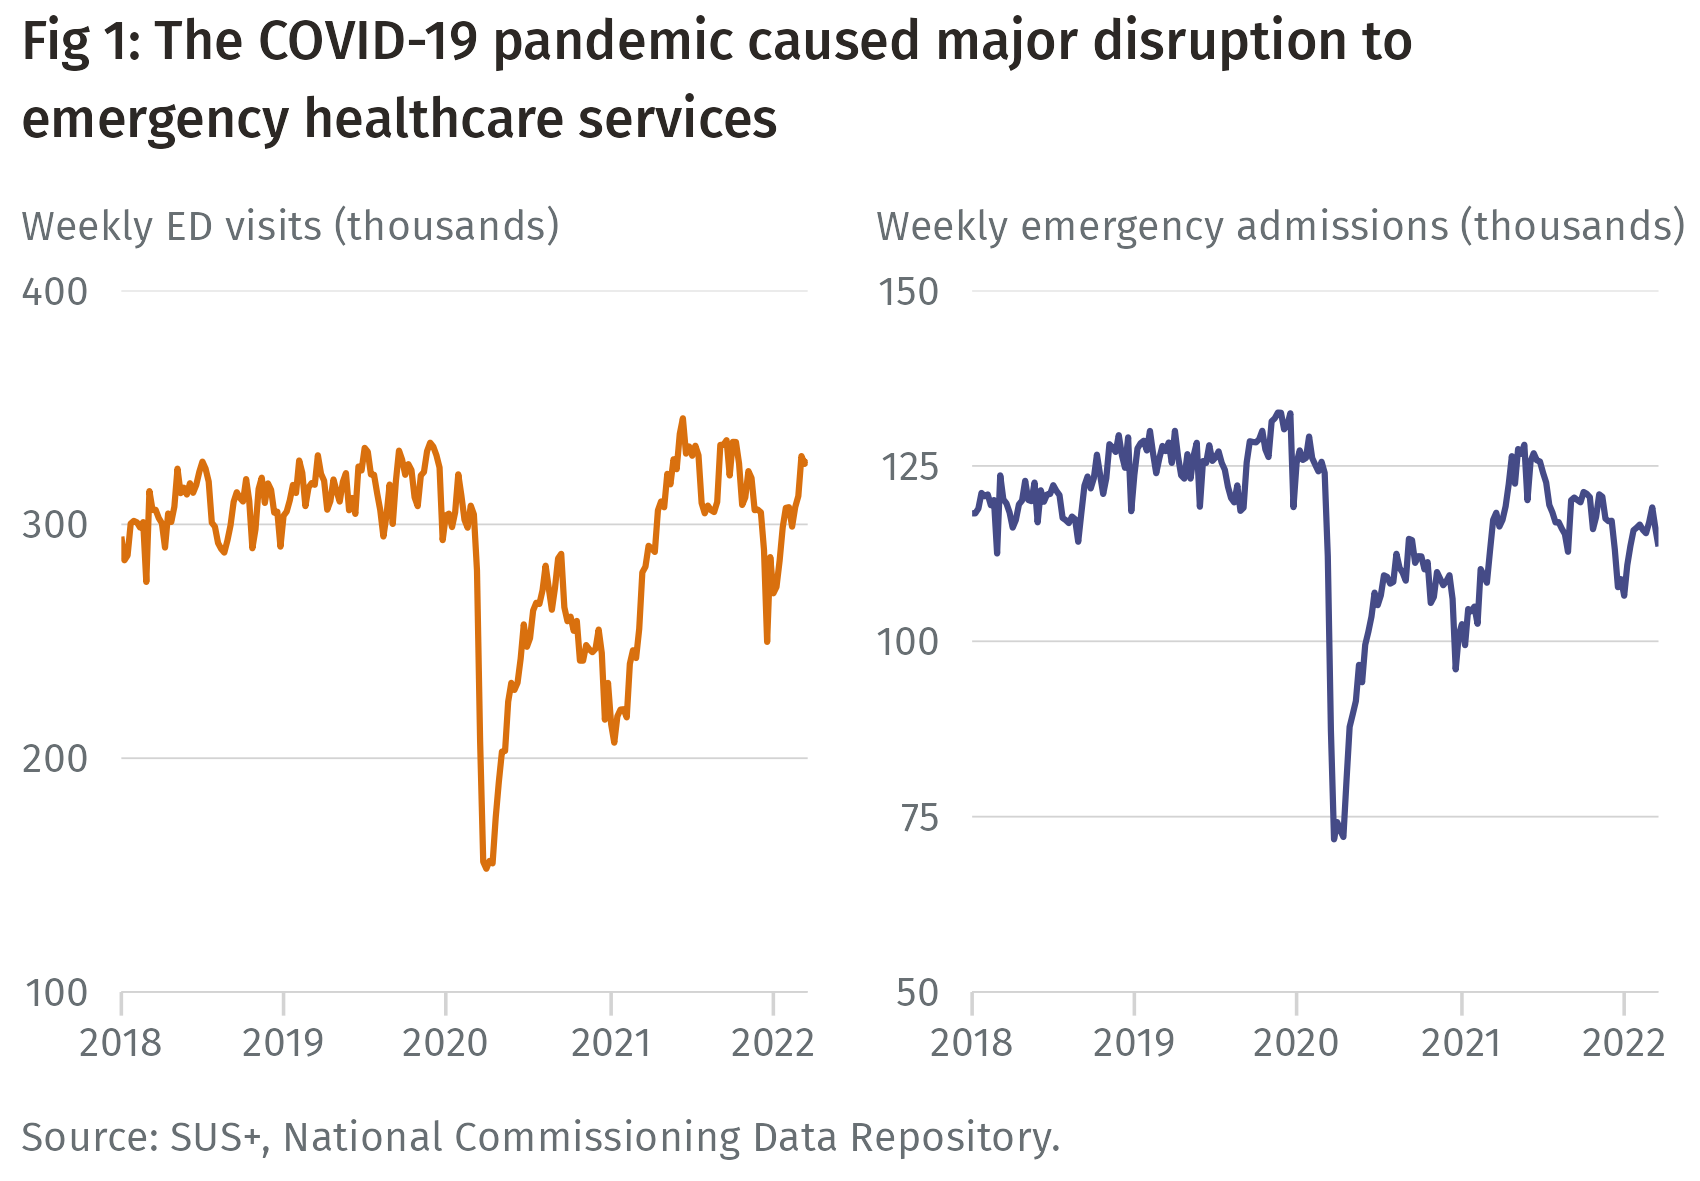 Fig 1: The COVID-19 pandemic caused major disruption to
emergency healthcare services
Weekly ED visits (thousands)
400
300
200
100
2018 2019 2020 2021 2022
Weekly emergency admissions (thousands)
150
125
100
75
50
2018 2019 2020 2021 2022
Source: SUS+, National Commissioning Data Repository.